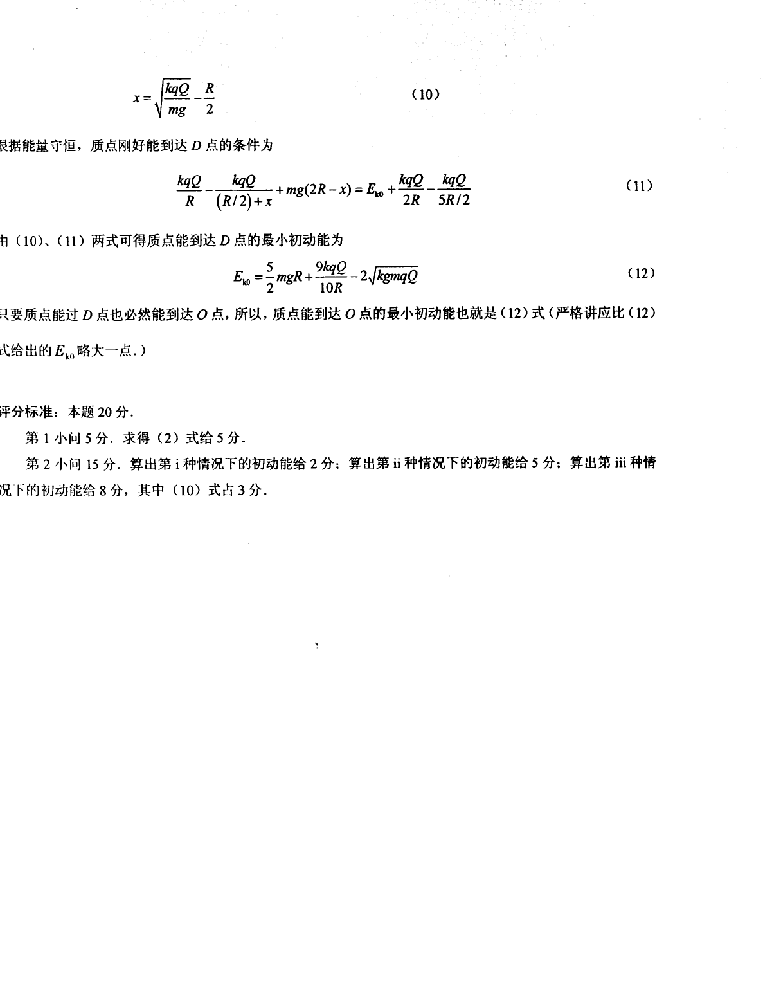 x = √(kqQ/mg) − R/2 （10）
根据能量守恒，质点刚好能到达 D 点的条件为
kqQ/R − kqQ/((R/2)+x) + mg(2R − x) = E_k0 + kqQ/2R − kqQ/(5R/2) （11）
由（10）、（11）两式可得质点能到达 D 点的最小初动能为
E_k0 = 5/2 mgR + 9kqQ/10R − 2√(kgmqQ) （12）
只要质点能过 D 点也必然能到达 O 点，所以，质点能到达 O 点的最小初动能也就是（12）式（严格讲应比（12）
式给出的 E_k0 略大一点．）
评分标准：本题 20 分．
第 1 小问 5 分．求得（2）式给 5 分．
第 2 小问 15 分．算出第 i 种情况下的初动能给 2 分；算出第 ii 种情况下的初动能给 5 分；算出第 iii 种情
况下的初动能给 8 分，其中（10）式占 3 分．